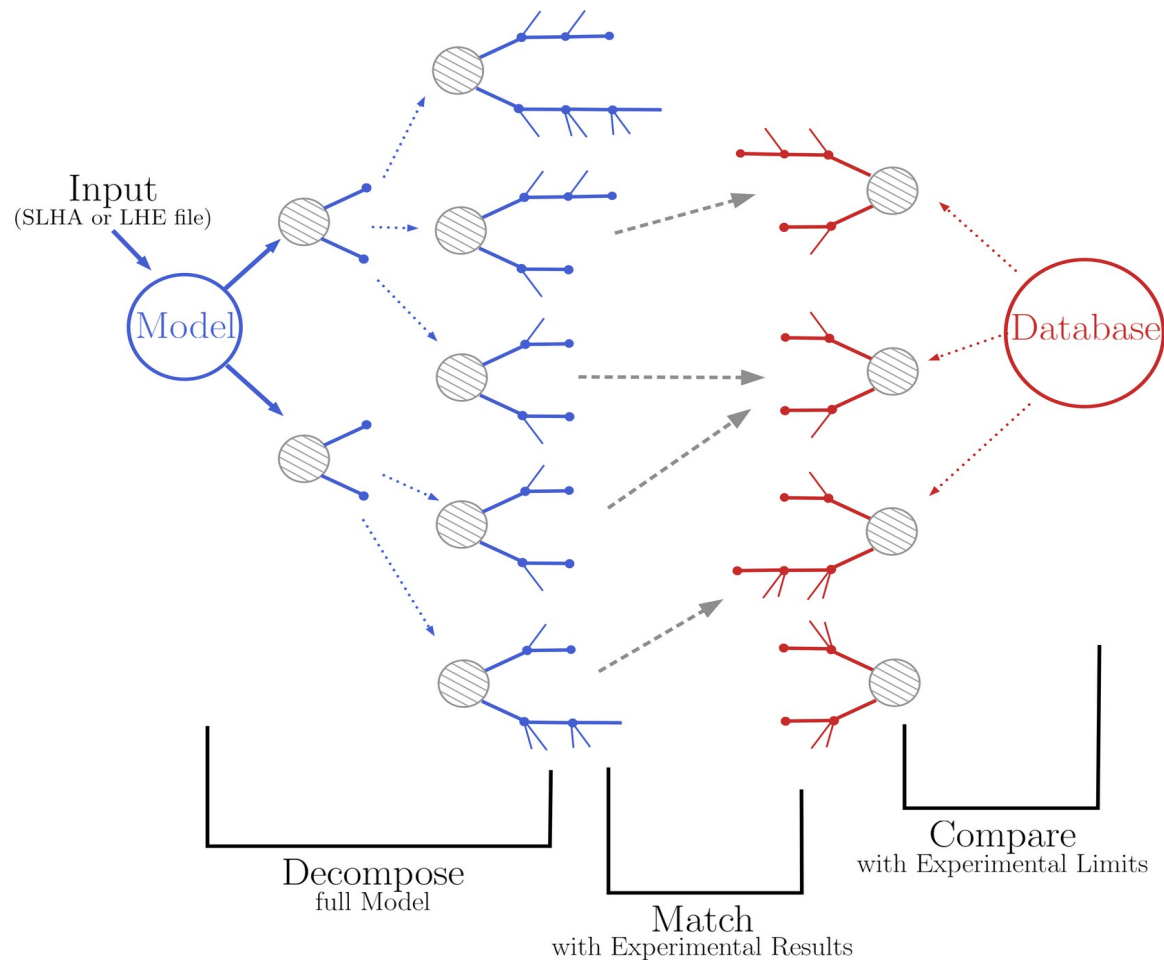 Input
(SLHA or LHE file)
Model
Database
Decompose
full Model
Match
with Experimental Results
Compare
with Experimental Limits